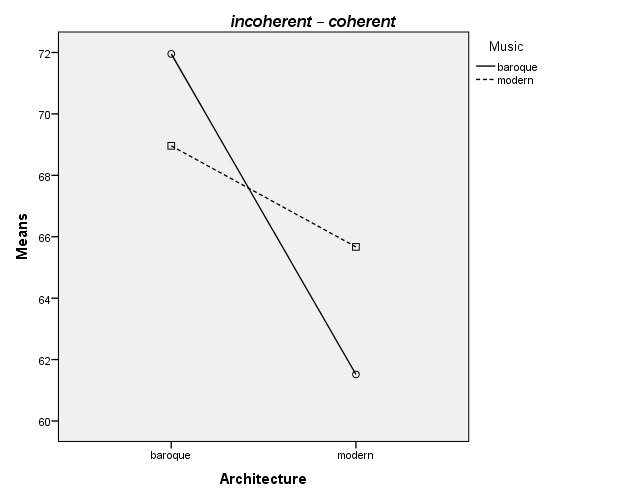 incoherent – coherent
Music
baroque
modern
72
70
68
66
64
62
60
Means
baroque
modern
Architecture